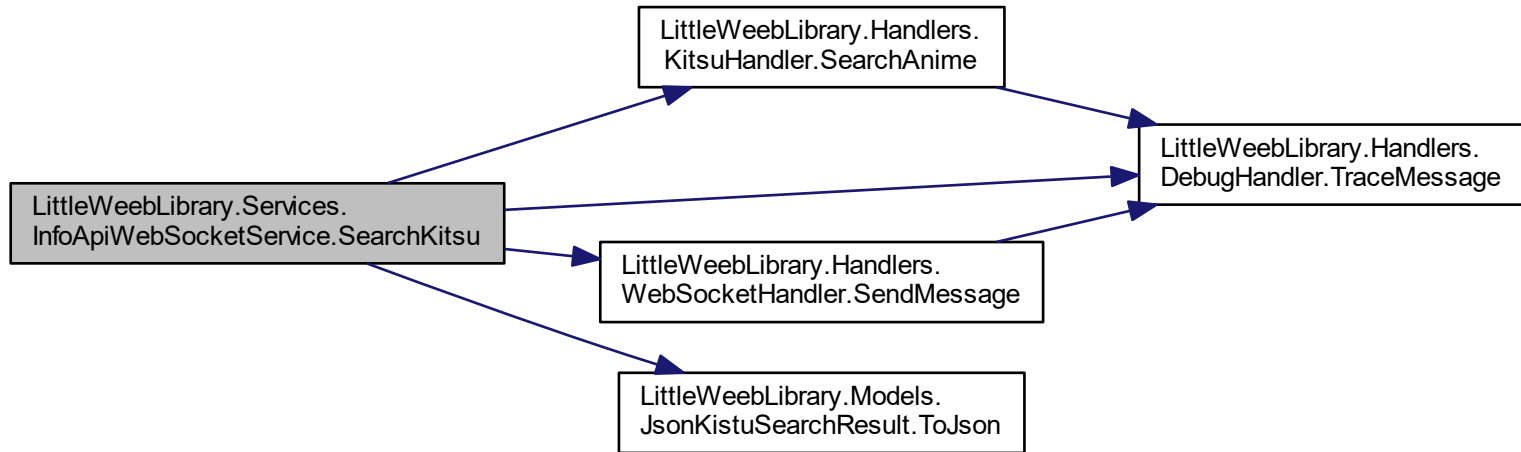 LittleWeebLibrary.Handlers.
KitsuHandler.SearchAnime
LittleWeebLibrary.Handlers.
DebugHandler.TraceMessage
LittleWeebLibrary.Services.
InfoApiWebSocketService.SearchKitsu
LittleWeebLibrary.Handlers.
WebSocketHandler.SendMessage
LittleWeebLibrary.Models.
JsonKistuSearchResult.ToJson